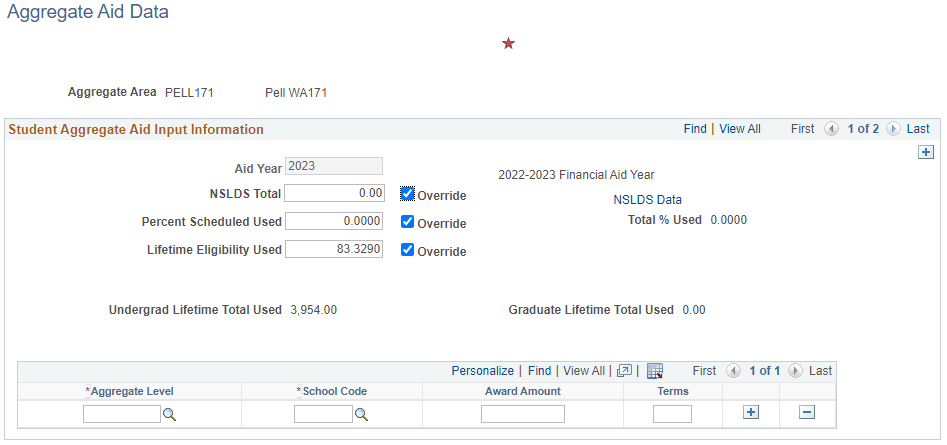 Aggregate Aid Data
Aggregate Area PELL171 Pell WA171
Student Aggregate Aid Input Information Find | View All First 1 of 2 Last
Aid Year 2023
2022-2023 Financial Aid Year
NSLDS Total 0.00 Override
NSLDS Data
Percent Scheduled Used 0.0000 Override
Total % Used 0.0000
Lifetime Eligibility Used 83.3290 Override
Undergrad Lifetime Total Used 3,954.00 Graduate Lifetime Total Used 0.00
Personalize | Find | View All | | First 1 of 1 Last
*Aggregate Level *School Code Award Amount Terms